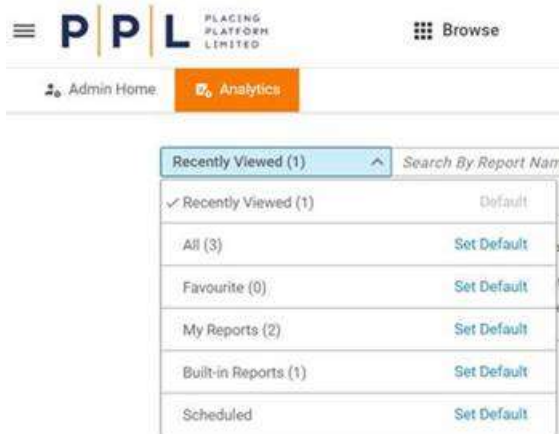 PPL PLACING
PLATFORM
LIMITED
Browse
Admin Home Analytics
Recently Viewed (1) Search By Report
Recently Viewed (1) Default
All (3) Set Default
Favourite (0) Set Default
My Reports (2) Set Default
Built-in Reports (1) Set Default
Scheduled Set Default